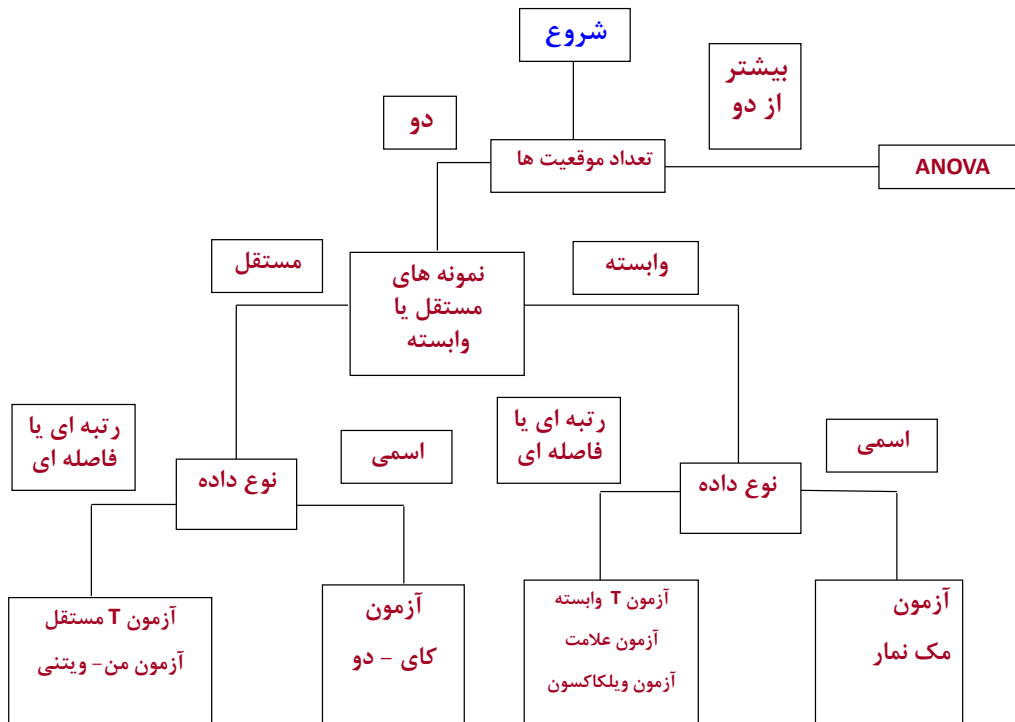 شروع
بیشتر
از دو
دو
تعداد موقعیت ها
ANOVA
مستقل
نمونه های
مستقل یا
وابسته
وابسته
رتبه ای یا
فاصله ای
اسمی
نوع داده
رتبه ای یا
فاصله ای
اسمی
نوع داده
آزمون T مستقل
آزمون من- ویتنی
آزمون
کای – دو
آزمون T وابسته
آزمون علامت
آزمون ویلکاکسون
آزمون
مک نمار